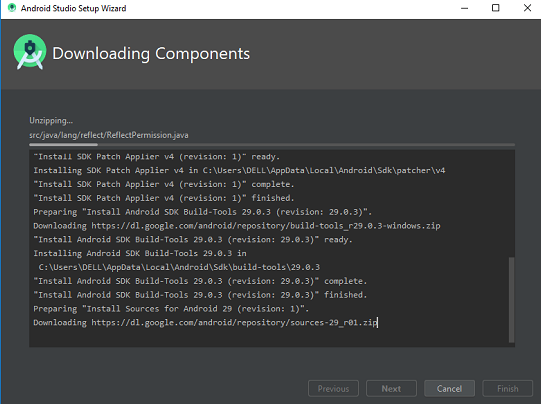 Android Studio Setup Wizard
Downloading Components
Unzipping...
src/java/lang/reflect/ReflectPermission.java
"Install SDK Patch Applier v4 (revision: 1)" ready.
Installing SDK Patch Applier v4 in C:\Users\DELL\AppData\Local\Android\Sdk\patcher\v4
"Install SDK Patch Applier v4 (revision: 1)" complete.
"Install SDK Patch Applier v4 (revision: 1)" finished.
Preparing "Install Android SDK Build-Tools 29.0.3 (revision: 29.0.3)".
Downloading https://dl.google.com/android/repository/build-tools_r29.0.3-windows.zip
"Install Android SDK Build-Tools 29.0.3 (revision: 29.0.3)" ready.
Installing Android SDK Build-Tools 29.0.3 in
C:\Users\DELL\AppData\Local\Android\Sdk\build-tools\29.0.3
"Install Android SDK Build-Tools 29.0.3 (revision: 29.0.3)" complete.
"Install Android SDK Build-Tools 29.0.3 (revision: 29.0.3)" finished.
Preparing "Install Sources for Android 29 (revision: 1)".
Downloading https://dl.google.com/android/repository/sources-29_r01.zip
Previous Next Cancel Finish